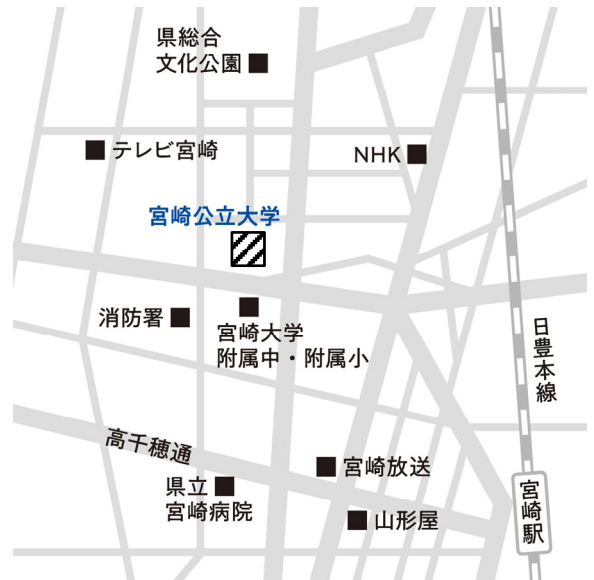 県総合
文化公園
テレビ宮崎
NHK
宮崎公立大学
消防署
宮崎大学
附属中・附属小
日豊本線
高千穂通
宮崎放送
県立
宮崎病院
山形屋
宮崎駅